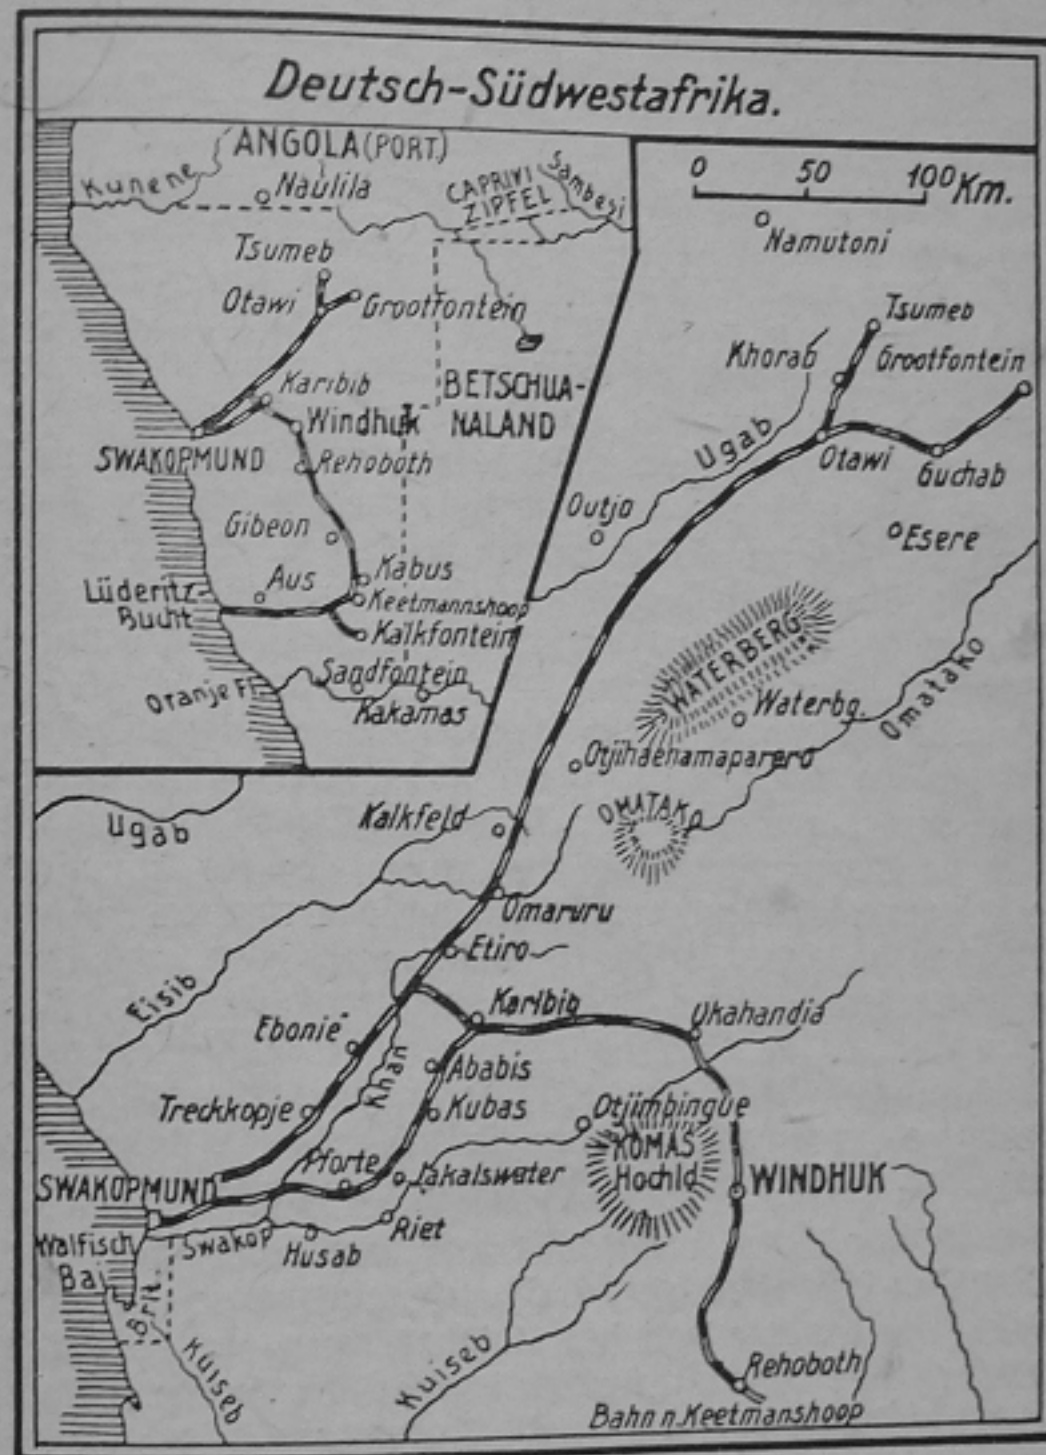 Deutsch-Südwestafrika.
ANGOLA (PORT.)
Kunene
Naulila
CAPRIVI
ZIPFEL
Sambesi
Tsumeb
Otawi
Grootfontein
Karibib
BETSCHUA-
NALAND
Windhuk
SWAKOPMUND
Rehoboth
Gibeon
Kabus
Aus
Lüderitz-
Bucht
Keetmannshoop
Kalkfontein
Sandfontein
Oranje Fl.
Kakamas
0 50 100 Km.
Namutoni
Tsumeb
Khorab
Grootfontein
Ugab
Otawi
Guchab
Outjo
Esere
WATERBERG
Waterbg.
Omatako
Otjihaenamaparero
OMATAKO
Ugab
Kalkfeld
Omaruru
Etiro
Eisib
Karibib
Okahandia
Ebonie
Khan
Ababis
Treckkopje
Kubas
Otjimbingue
KOMAS
Hochld
Pforte
Jakalswater
SWAKOPMUND
WINDHUK
Riet
Walfisch
Bai
Swakop
Husab
Brit.
Kuiseb
Kuiseb
Rehoboth
Bahn n. Keetmanshoop